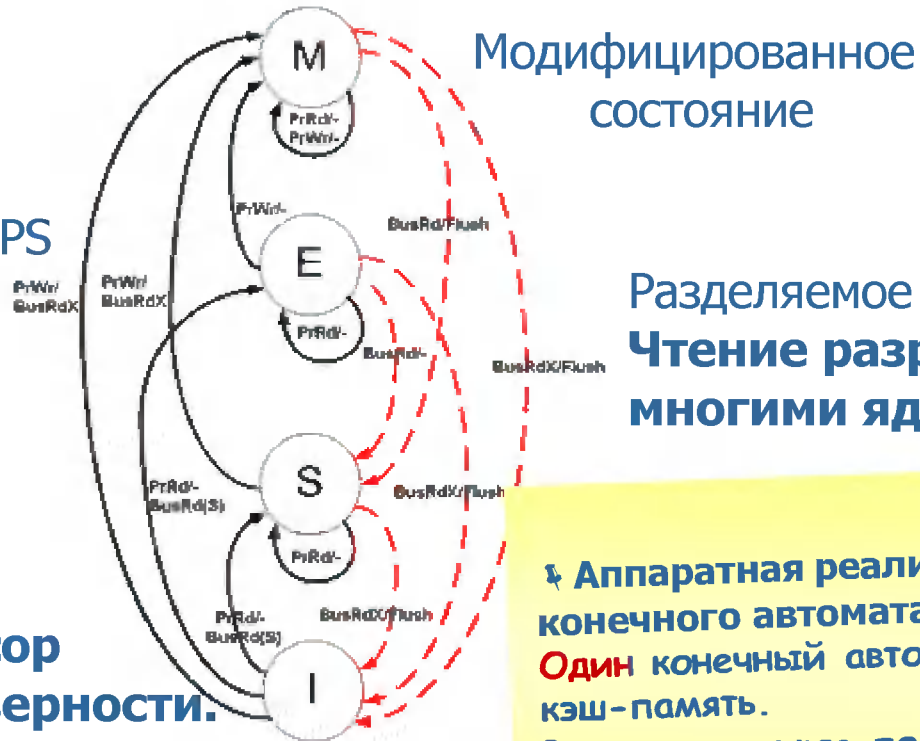 M
Модифицированное
состояние
PrRd/-
PrWr/-
PrWr/-
BusRd/Flush
PS
E
PrWr/
BusRdX
PrWr/
BusRdX
Разделяемое
PrRd/-
BusRd/-
BusRdX/Flush
Чтение разр
многими яд
S
PrRd/-
BusRd(S)
BusRdX/Flush
PrRd/-
Аппаратная реали
конечного автомата
PrRd/-
BusRd(S)
BusRdX/Flush
Один конечный авто
кэш-память.
ор
верности.
I